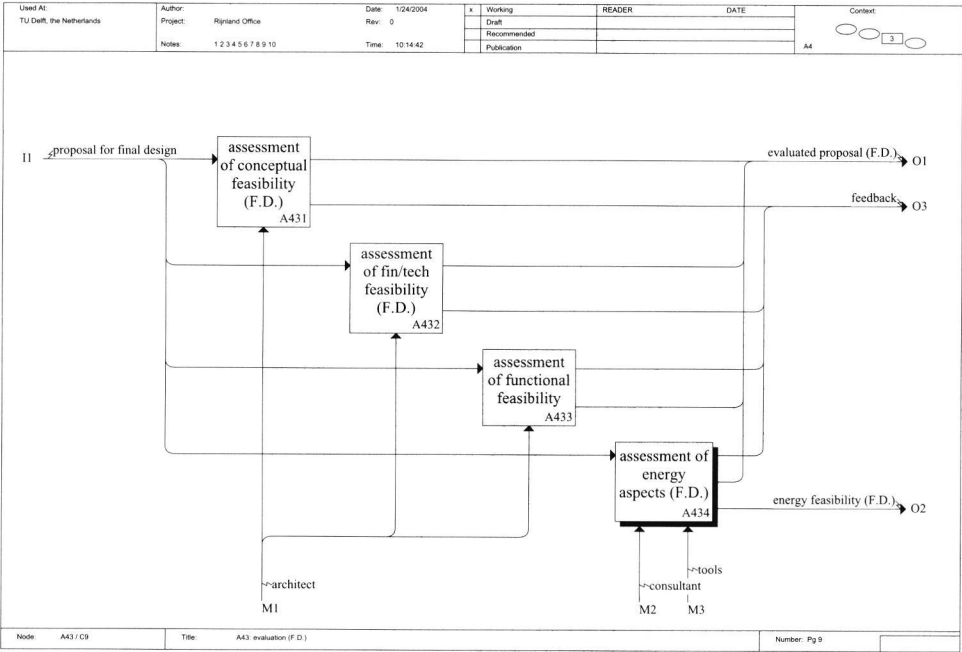 Used At:
TU Delft, the Netherlands
Author:
Project: Rijnland Office
Notes: 1 2 3 4 5 6 7 8 9 10
Date: 1/24/2004
Rev: 0
Time: 10:14:42
x Working
Draft
Recommended
Publication
READER DATE
Context:
3
A4
I1 proposal for final design
assessment
of conceptual
feasibility
(F.D.)
A431
evaluated proposal (F.D.) O1
feedback O3
assessment
of fin/tech
feasibility
(F.D.)
A432
assessment
of functional
feasibility
A433
assessment of
energy
aspects (F.D.)
A434
energy feasibility (F.D.) O2
architect
M1
consultant
M2
tools
M3
Node: A43 / C9
Title: A43: evaluation (F.D.)
Number: Pg 9